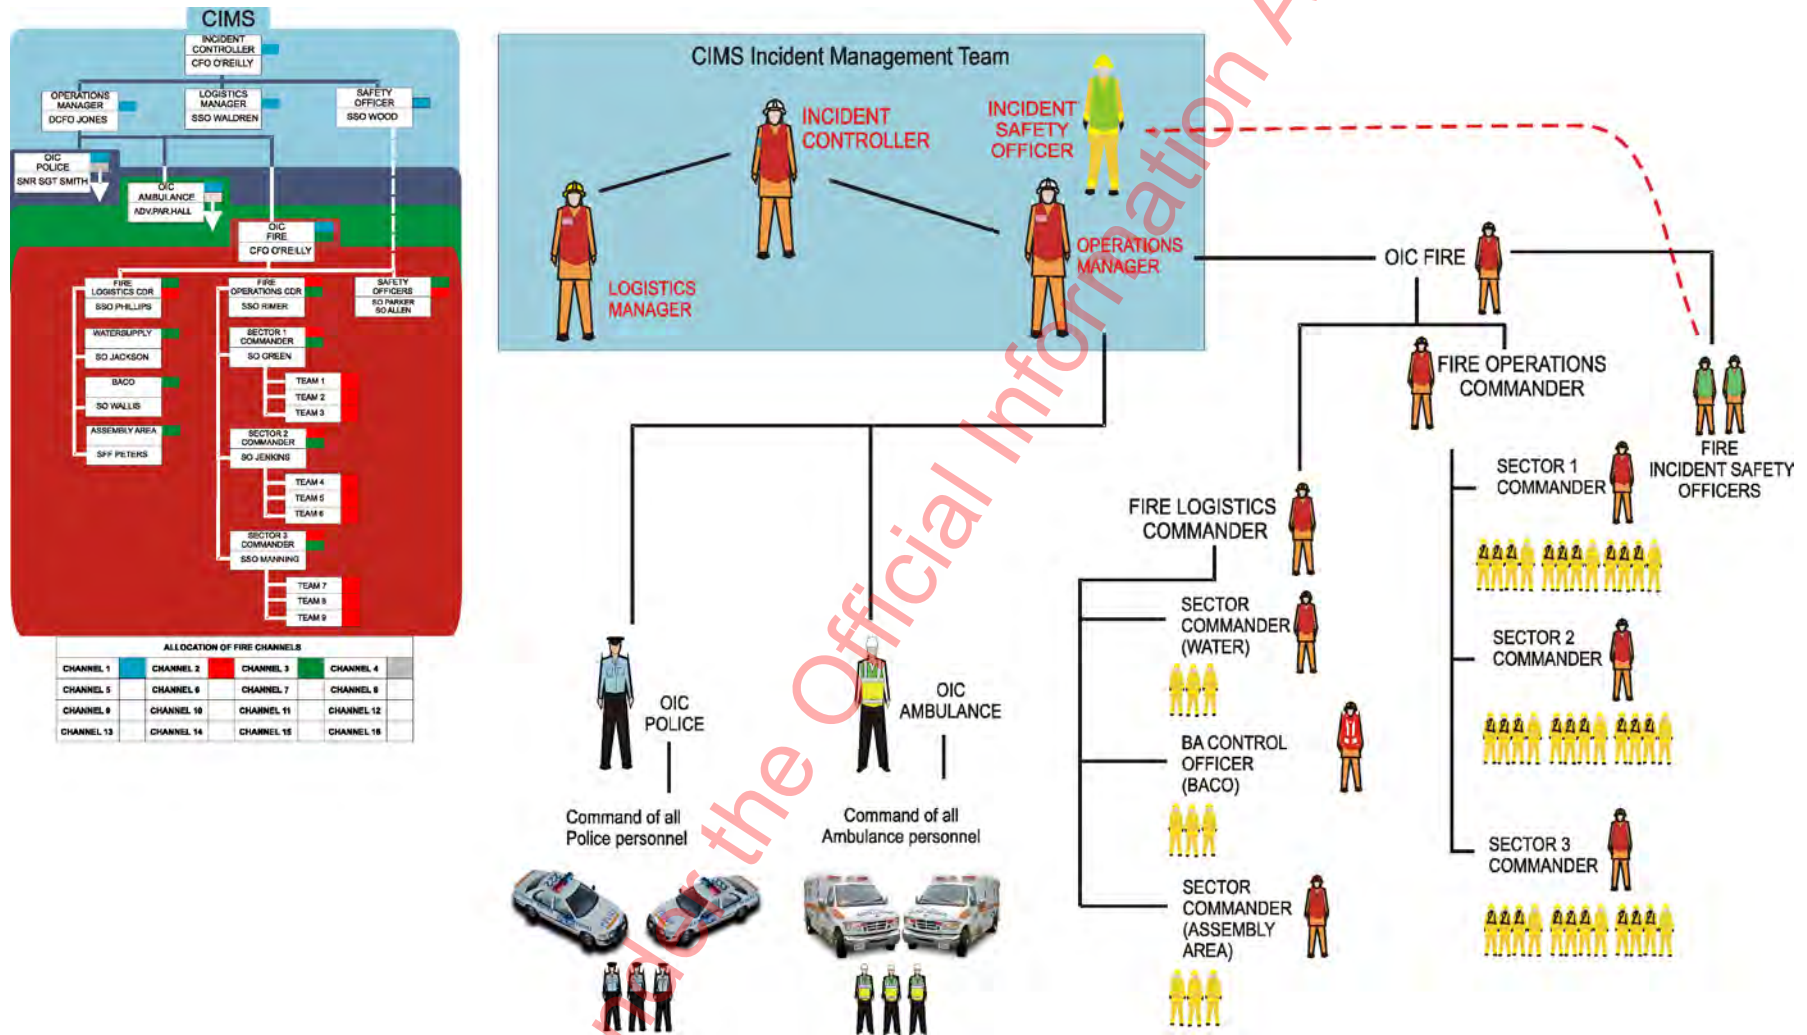 CIMS
INCIDENT
CONTROLLER
CFO O'REILLY
OPERATIONS
MANAGER
DCFO JONES
LOGISTICS
MANAGER
SSO WALDREN
SAFETY
OFFICER
SSO WOOD
OIC
POLICE
SNR SGT SMITH
OIC
AMBULANCE
ADV.PAR.HALL
OIC
FIRE
CFO O'REILLY
FIRE
LOGISTICS CDR
SSO PHILLIPS
WATERSUPPLY
SO JACKSON
BACO
SO WALLIS
ASSEMBLY AREA
SFF PETERS
FIRE
OPERATIONS CDR
SSO RIMER
SECTOR 1
COMMANDER
SO GREEN
TEAM 1
TEAM 2
TEAM 3
SECTOR 2
COMMANDER
SO JENKINS
TEAM 4
TEAM 5
TEAM 6
SECTOR 3
COMMANDER
SSO MANNING
TEAM 7
TEAM 8
TEAM 9
SAFETY
OFFICERS
SO PARKER
SO ALLEN
ALLOCATION OF FIRE CHANNELS
CHANNEL 1 CHANNEL 2 CHANNEL 3 CHANNEL 4
CHANNEL 5 CHANNEL 6 CHANNEL 7 CHANNEL 8
CHANNEL 9 CHANNEL 10 CHANNEL 11 CHANNEL 12
CHANNEL 13 CHANNEL 14 CHANNEL 15 CHANNEL 16
CIMS Incident Management Team
INCIDENT
CONTROLLER
INCIDENT
SAFETY
OFFICER
LOGISTICS
MANAGER
OPERATIONS
MANAGER
OIC FIRE
FIRE OPERATIONS
COMMANDER
FIRE
INCIDENT SAFETY
OFFICERS
SECTOR 1
COMMANDER
SECTOR 2
COMMANDER
SECTOR 3
COMMANDER
FIRE LOGISTICS
COMMANDER
SECTOR
COMMANDER
(WATER)
BA CONTROL
OFFICER
(BACO)
SECTOR
COMMANDER
(ASSEMBLY
AREA)
OIC
POLICE
Command of all
Police personnel
OIC
AMBULANCE
Command of all
Ambulance personnel
the Official Information